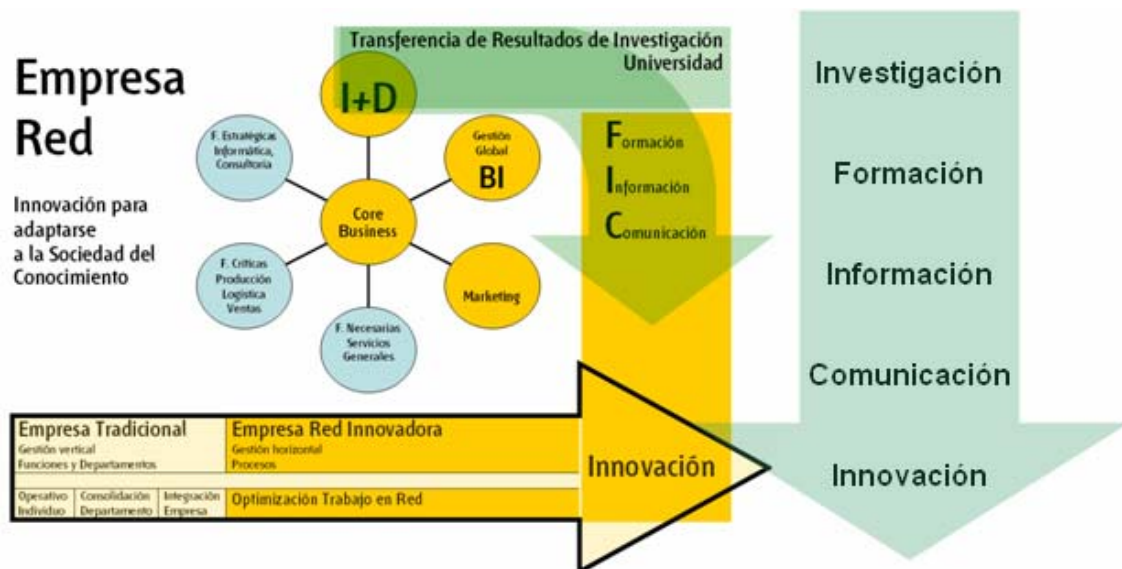 Empresa
Red
Innovación para
adaptarse
a la Sociedad del
Conocimiento
Transferencia de Resultados de Investigación
Universidad
I+D
F. Estratégicas
Informática,
Consultoría
Gestión
Global
BI
Core
Business
F. Críticas
Producción
Logística
Ventas
Marketing
F. Necesarias
Servicios
Generales
Formación
Información
Comunicación
Empresa Tradicional
Gestión vertical
Funciones y Departamentos
Empresa Red Innovadora
Gestión horizontal
Procesos
Operativo
Individuo
Consolidación
Departamento
Integración
Empresa
Optimización Trabajo en Red
Innovación
Investigación
Formación
Información
Comunicación
Innovación